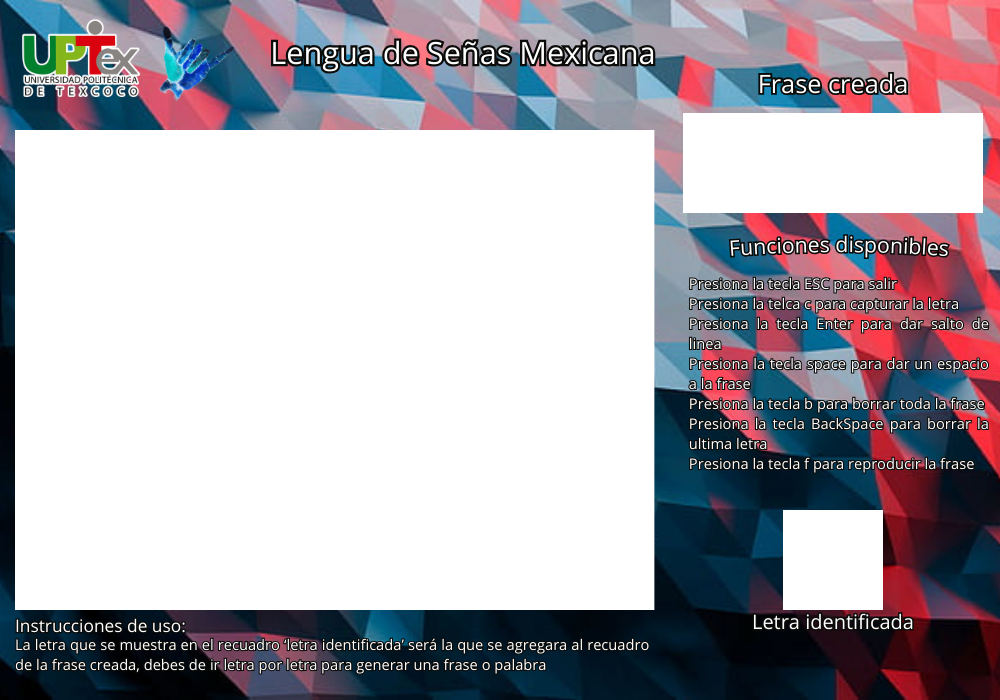 UPTex
UNIVERSIDAD POLITÉCNICA
DE TEXCOCO
Lengua de Señas Mexicana
Frase creada
Funciones disponibles
Presiona la tecla ESC para salir
Presiona la telca c para capturar la letra
Presiona la tecla Enter para dar salto de
linea
Presiona la tecla space para dar un espacio
a la frase
Presiona la tecla b para borrar toda la frase
Presiona la tecla BackSpace para borrar la
ultima letra
Presiona la tecla f para reproducir la frase
Letra identificada
Instrucciones de uso:
La letra que se muestra en el recuadro ‘letra identificada’ será la que se agregara al recuadro
de la frase creada, debes de ir letra por letra para generar una frase o palabra